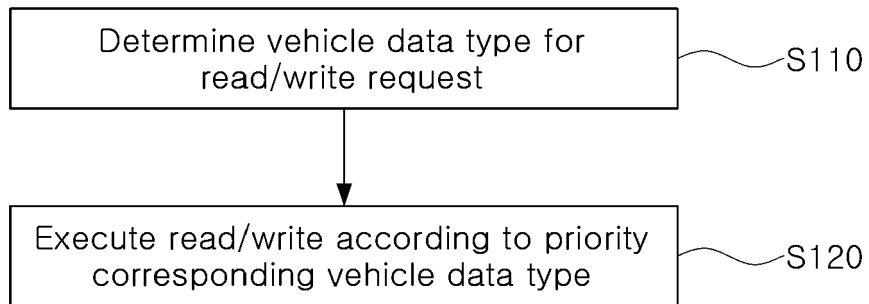 Determine vehicle data type for
read/write request
S110
Execute read/write according to priority
corresponding vehicle data type
S120